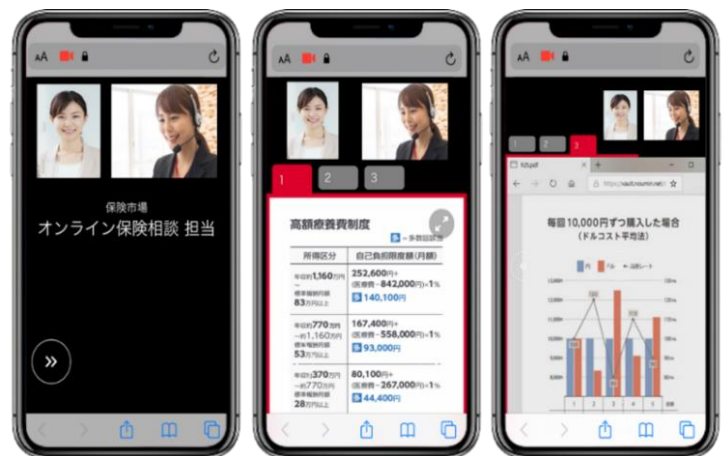 AA
保険市場
オンライン保険相談 担当
AA
1 2 3
高額療養費制度
所得区分 自己負担限度額(月額)
年収約1,160万円
～
標準報酬月額
83万円以上
252,600円+
(医療費-842,000円)×1%
多 140,100円
年収約770万円
～約1,160万円
標準報酬月額
53万円以上
167,400円+
(医療費-558,000円)×1%
多 93,000円
年収約370万円
～約770万円
標準報酬月額
28万円以上
80,100円+
(医療費-267,000円)×1%
多 44,400円
AA
1 2 3
毎回10,000円ずつ購入した場合
(ドルコスト平均法)
円 ドル
1 2 3 4 5